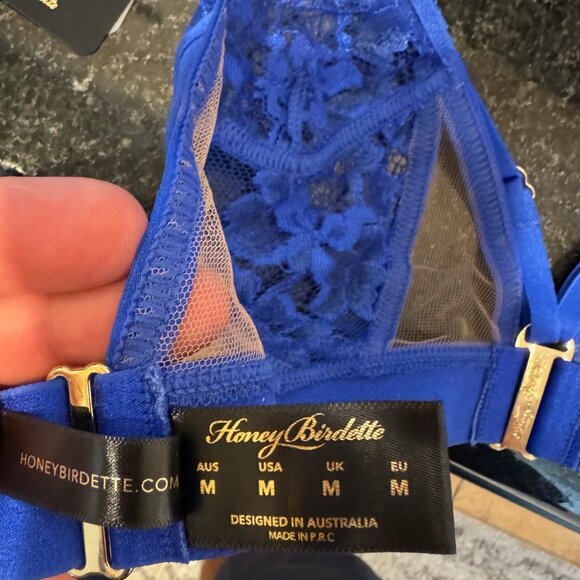 Honey Birdette
AUS USA UK EU
M M M M
DESIGNED IN AUSTRALIA
MADE IN P.R.C
HONEYBIRDETTE.COM